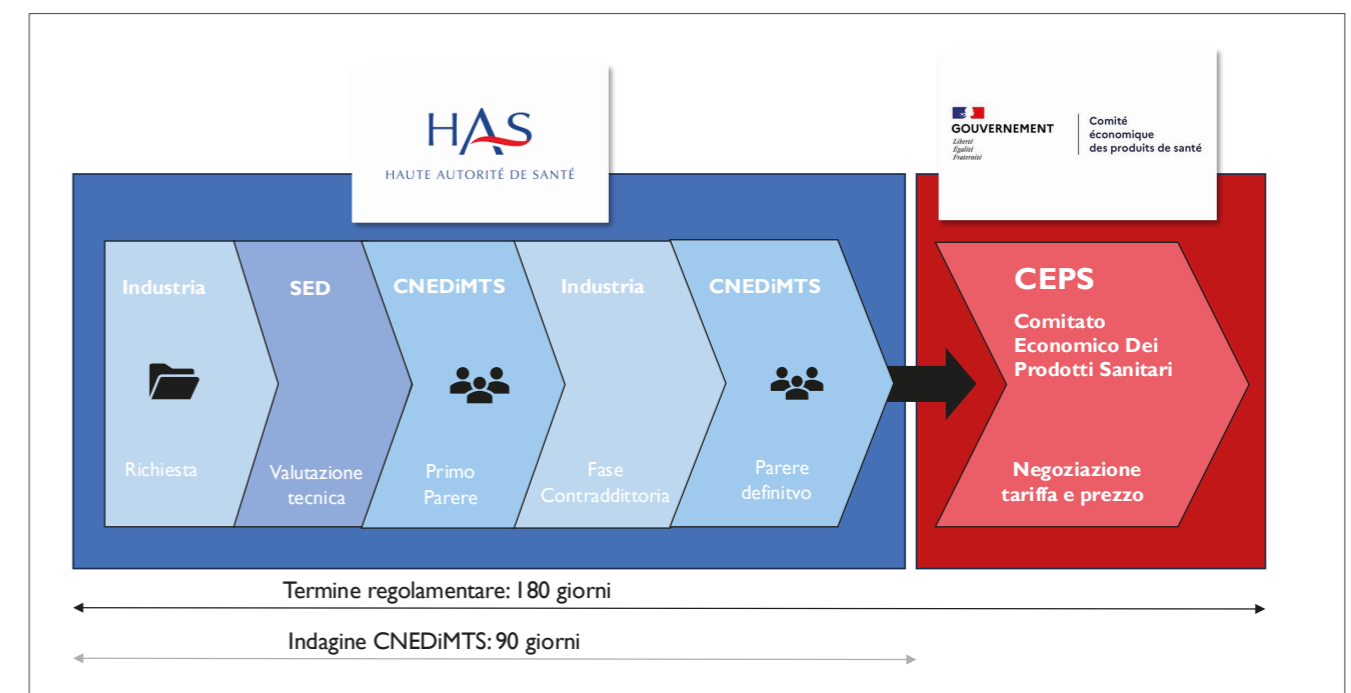 HAS
HAUTE AUTORITÉ DE SANTÉ
GOUVERNEMENT
Liberté
Égalité
Fraternité
Comité
économique
des produits de santé
Industria
Richiesta
SED
Valutazione
tecnica
CNEDiMTS
Primo
Parere
Industria
Fase
Contraddittoria
CNEDiMTS
Parere
definitvo
CEPS
Comitato
Economico Dei
Prodotti Sanitari
Negoziazione
tariffa e prezzo
Termine regolamentare: 180 giorni
Indagine CNEDiMTS: 90 giorni